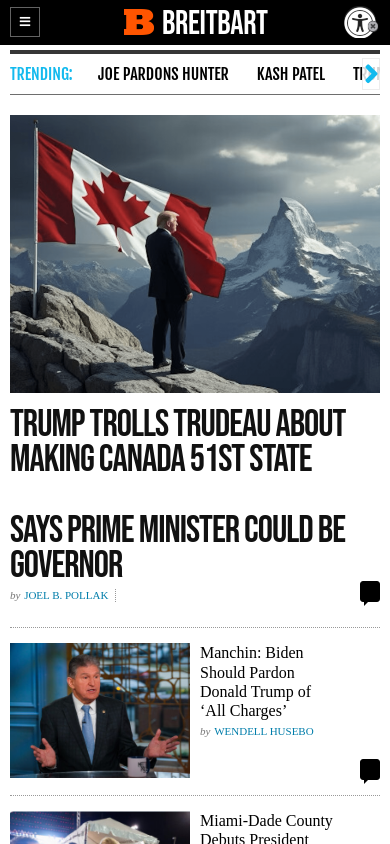 BREITBART
TRENDING:
JOE PARDONS HUNTER
KASH PATEL
TRUMP TROLLS TRUDEAU ABOUT
MAKING CANADA 51ST STATE
SAYS PRIME MINISTER COULD BE
GOVERNOR
by JOEL B. POLLAK
Manchin: Biden
Should Pardon
Donald Trump of
‘All Charges’
by WENDELL HUSEBO
Miami-Dade County
Debuts President